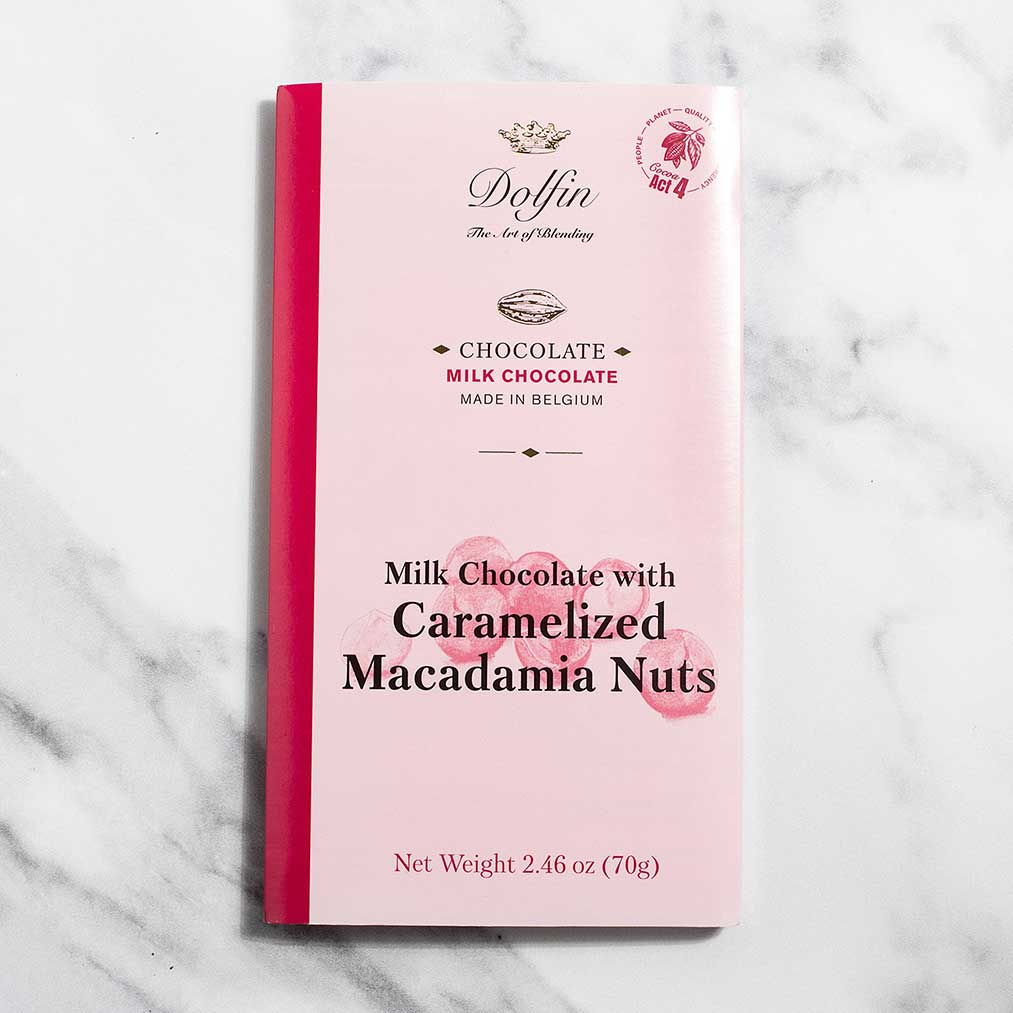 Dolfin
The Art of Blending
PEOPLE — PLANET — QUALITY
Cocoa
Act 4
CHOCOLATE
MILK CHOCOLATE
MADE IN BELGIUM
Milk Chocolate with
Caramelized
Macadamia Nuts
Net Weight 2.46 oz (70g)